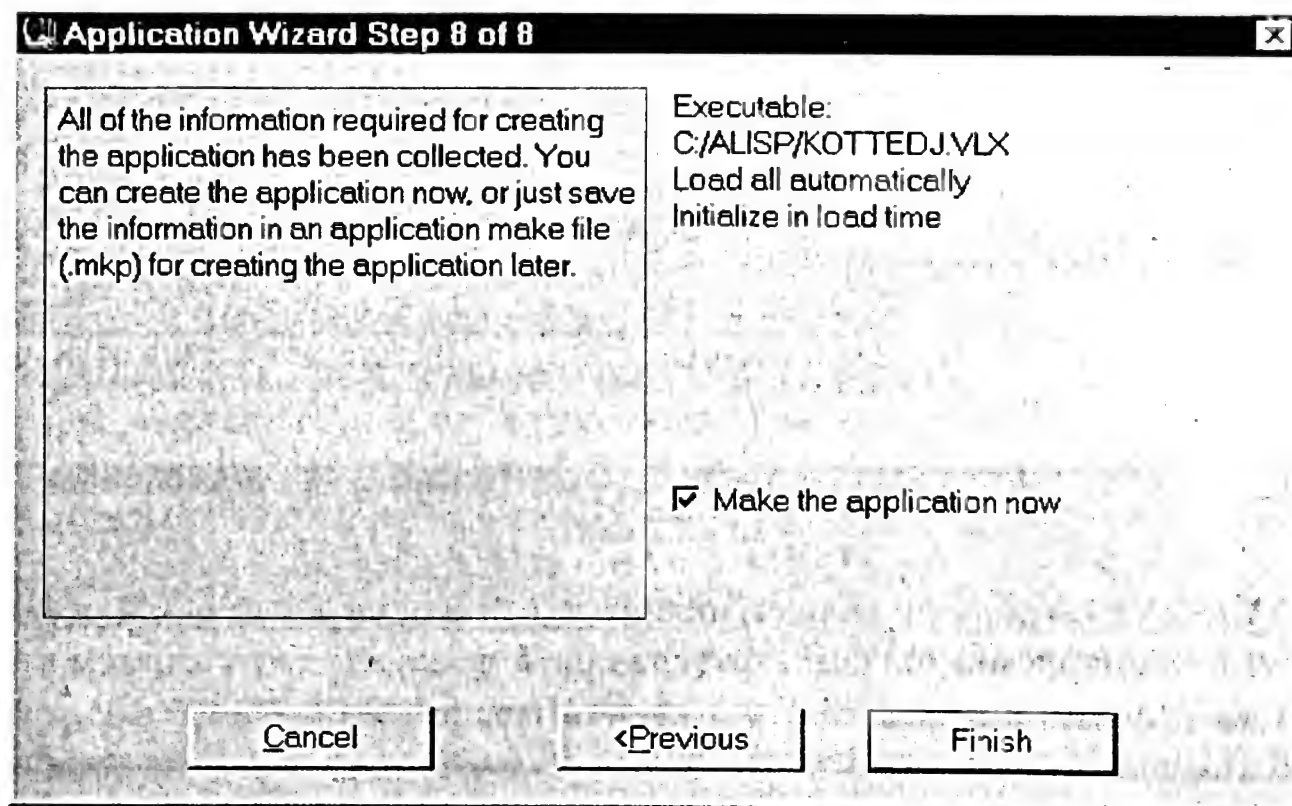 Application Wizard Step 8 of 8
All of the information required for creating
the application has been collected. You
can create the application now, or just save
the information in an application make file
(.mkp) for creating the application later.
Executable:
C:/ALISP/KOTTEDJ.VLX
Load all automatically
Initialize in load time
Make the application now
Cancel
<Previous
Finish